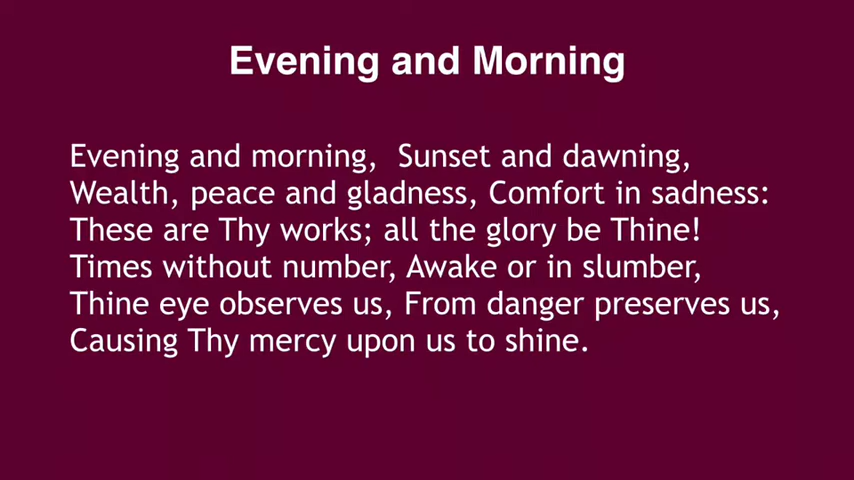 Evening and Morning
Evening and morning,  Sunset and dawning,
Wealth, peace and gladness, Comfort in sadness:
These are Thy works; all the glory be Thine!
Times without number, Awake or in slumber,
Thine eye observes us, From danger preserves us,
Causing Thy mercy upon us to shine.